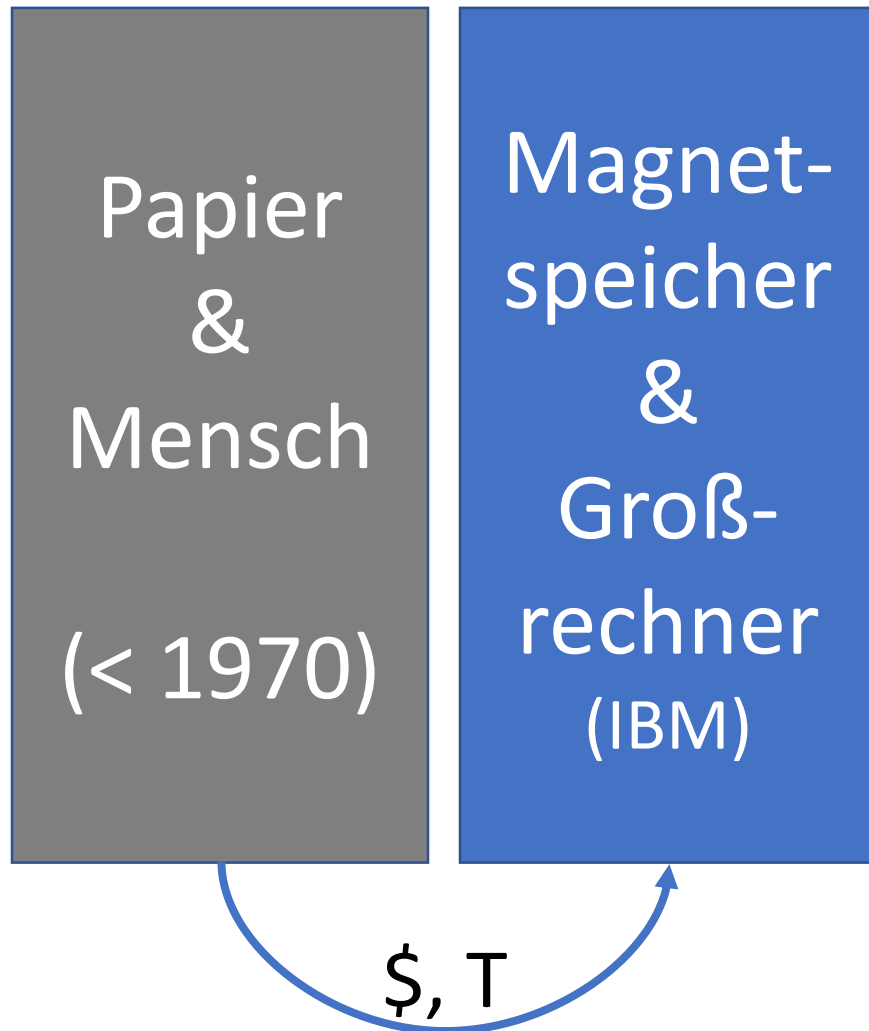 Papier
&
Mensch
(< 1970)
Magnet-
speicher
&
Groß-
rechner
(IBM)
$, T